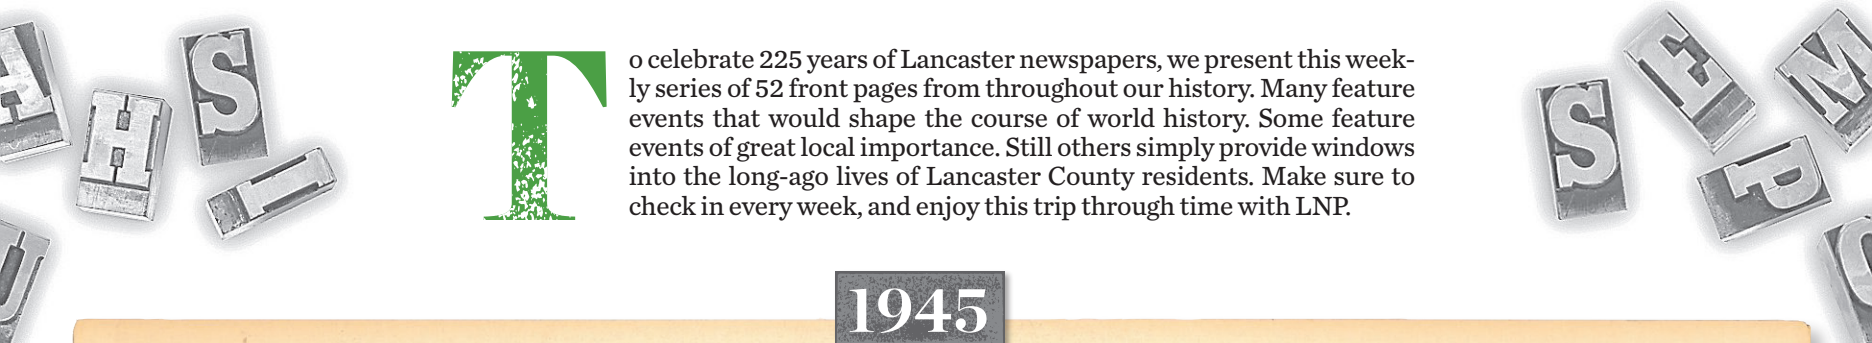 To celebrate 225 years of Lancaster newspapers, we present this week-
ly series of 52 front pages from throughout our history. Many feature
events that would shape the course of world history. Some feature
events of great local importance. Still others simply provide windows
into the long-ago lives of Lancaster County residents. Make sure to
check in every week, and enjoy this trip through time with LNP.
1945
A
H
S
I
U
S
E
M
P